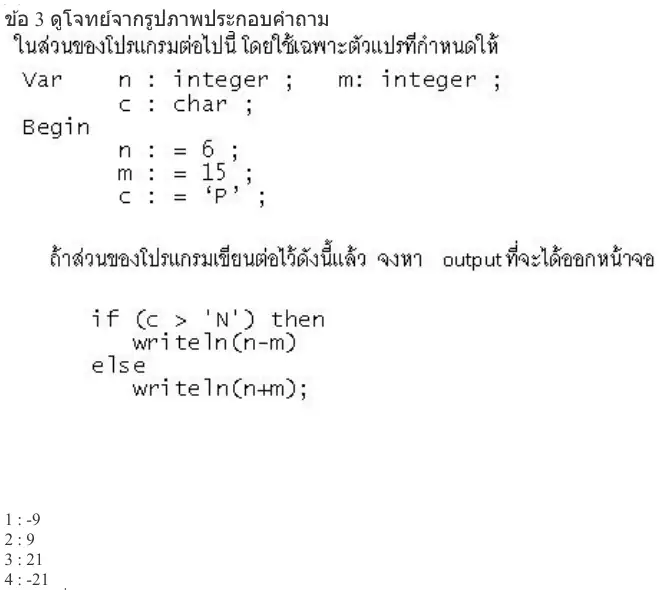 ข้อ 3 ดูโจทย์จากรูปภาพประกอบคำถาม
ในส่วนของโปรแกรมต่อไปนี้ โดยใช้เฉพาะตัวแปรที่กำหนดให้
Var n : integer ; m: integer ;
c : char ;
Begin
n : = 6 ;
m : = 15 ;
c : = ‘P’ ;
ถ้าส่วนของโปรแกรมเขียนต่อไว้ดังนี้แล้ว จงหา output ที่จะได้ออกหน้าจอ
if (c > 'N') then
writeln(n-m)
else
writeln(n+m);
1 : -9
2 : 9
3 : 21
4 : -21